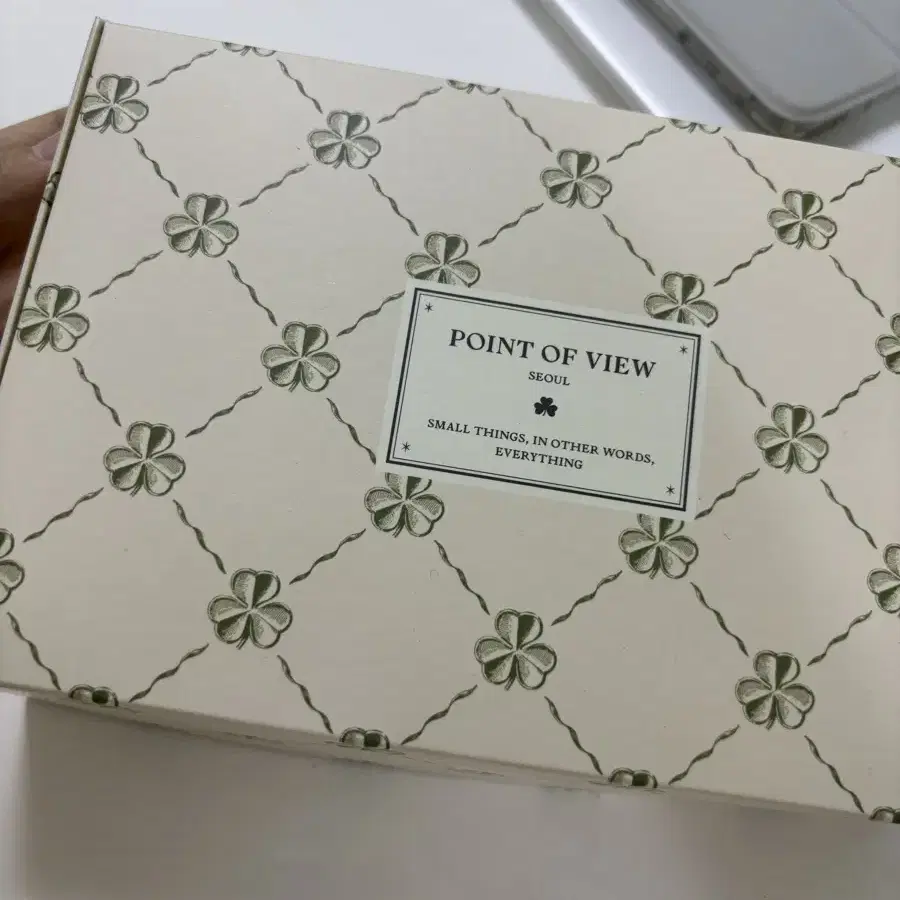 POINT OF VIEW
SEOUL
SMALL THINGS, IN OTHER WORDS,
EVERYTHING